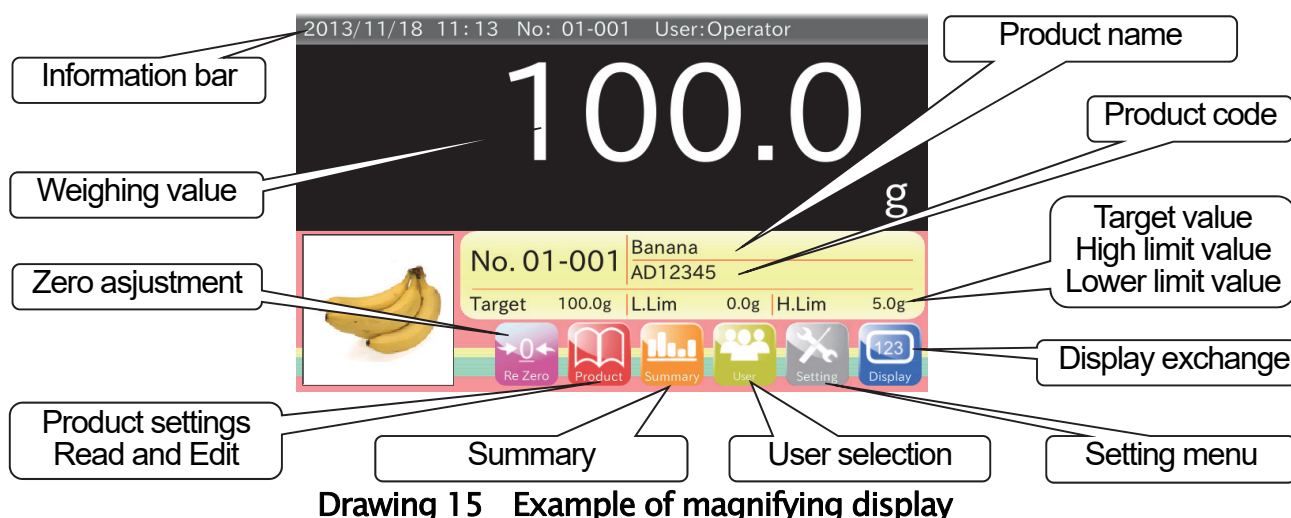 2013/11/18 11:13 No: 01-001 User:Operator
Information bar
Product name
100.0
Product code
Weighing value
g
Target value
High limit value
Lower limit value
No. 01-001
Banana
AD12345
Zero asjustment
Target 100.0g L.Lim 0.0g H.Lim 5.0g
→0←
123
Display exchange
Re Zero Product Summary User Setting Display
Product settings
Read and Edit
Summary
User selection
Setting menu
Drawing 15 Example of magnifying display